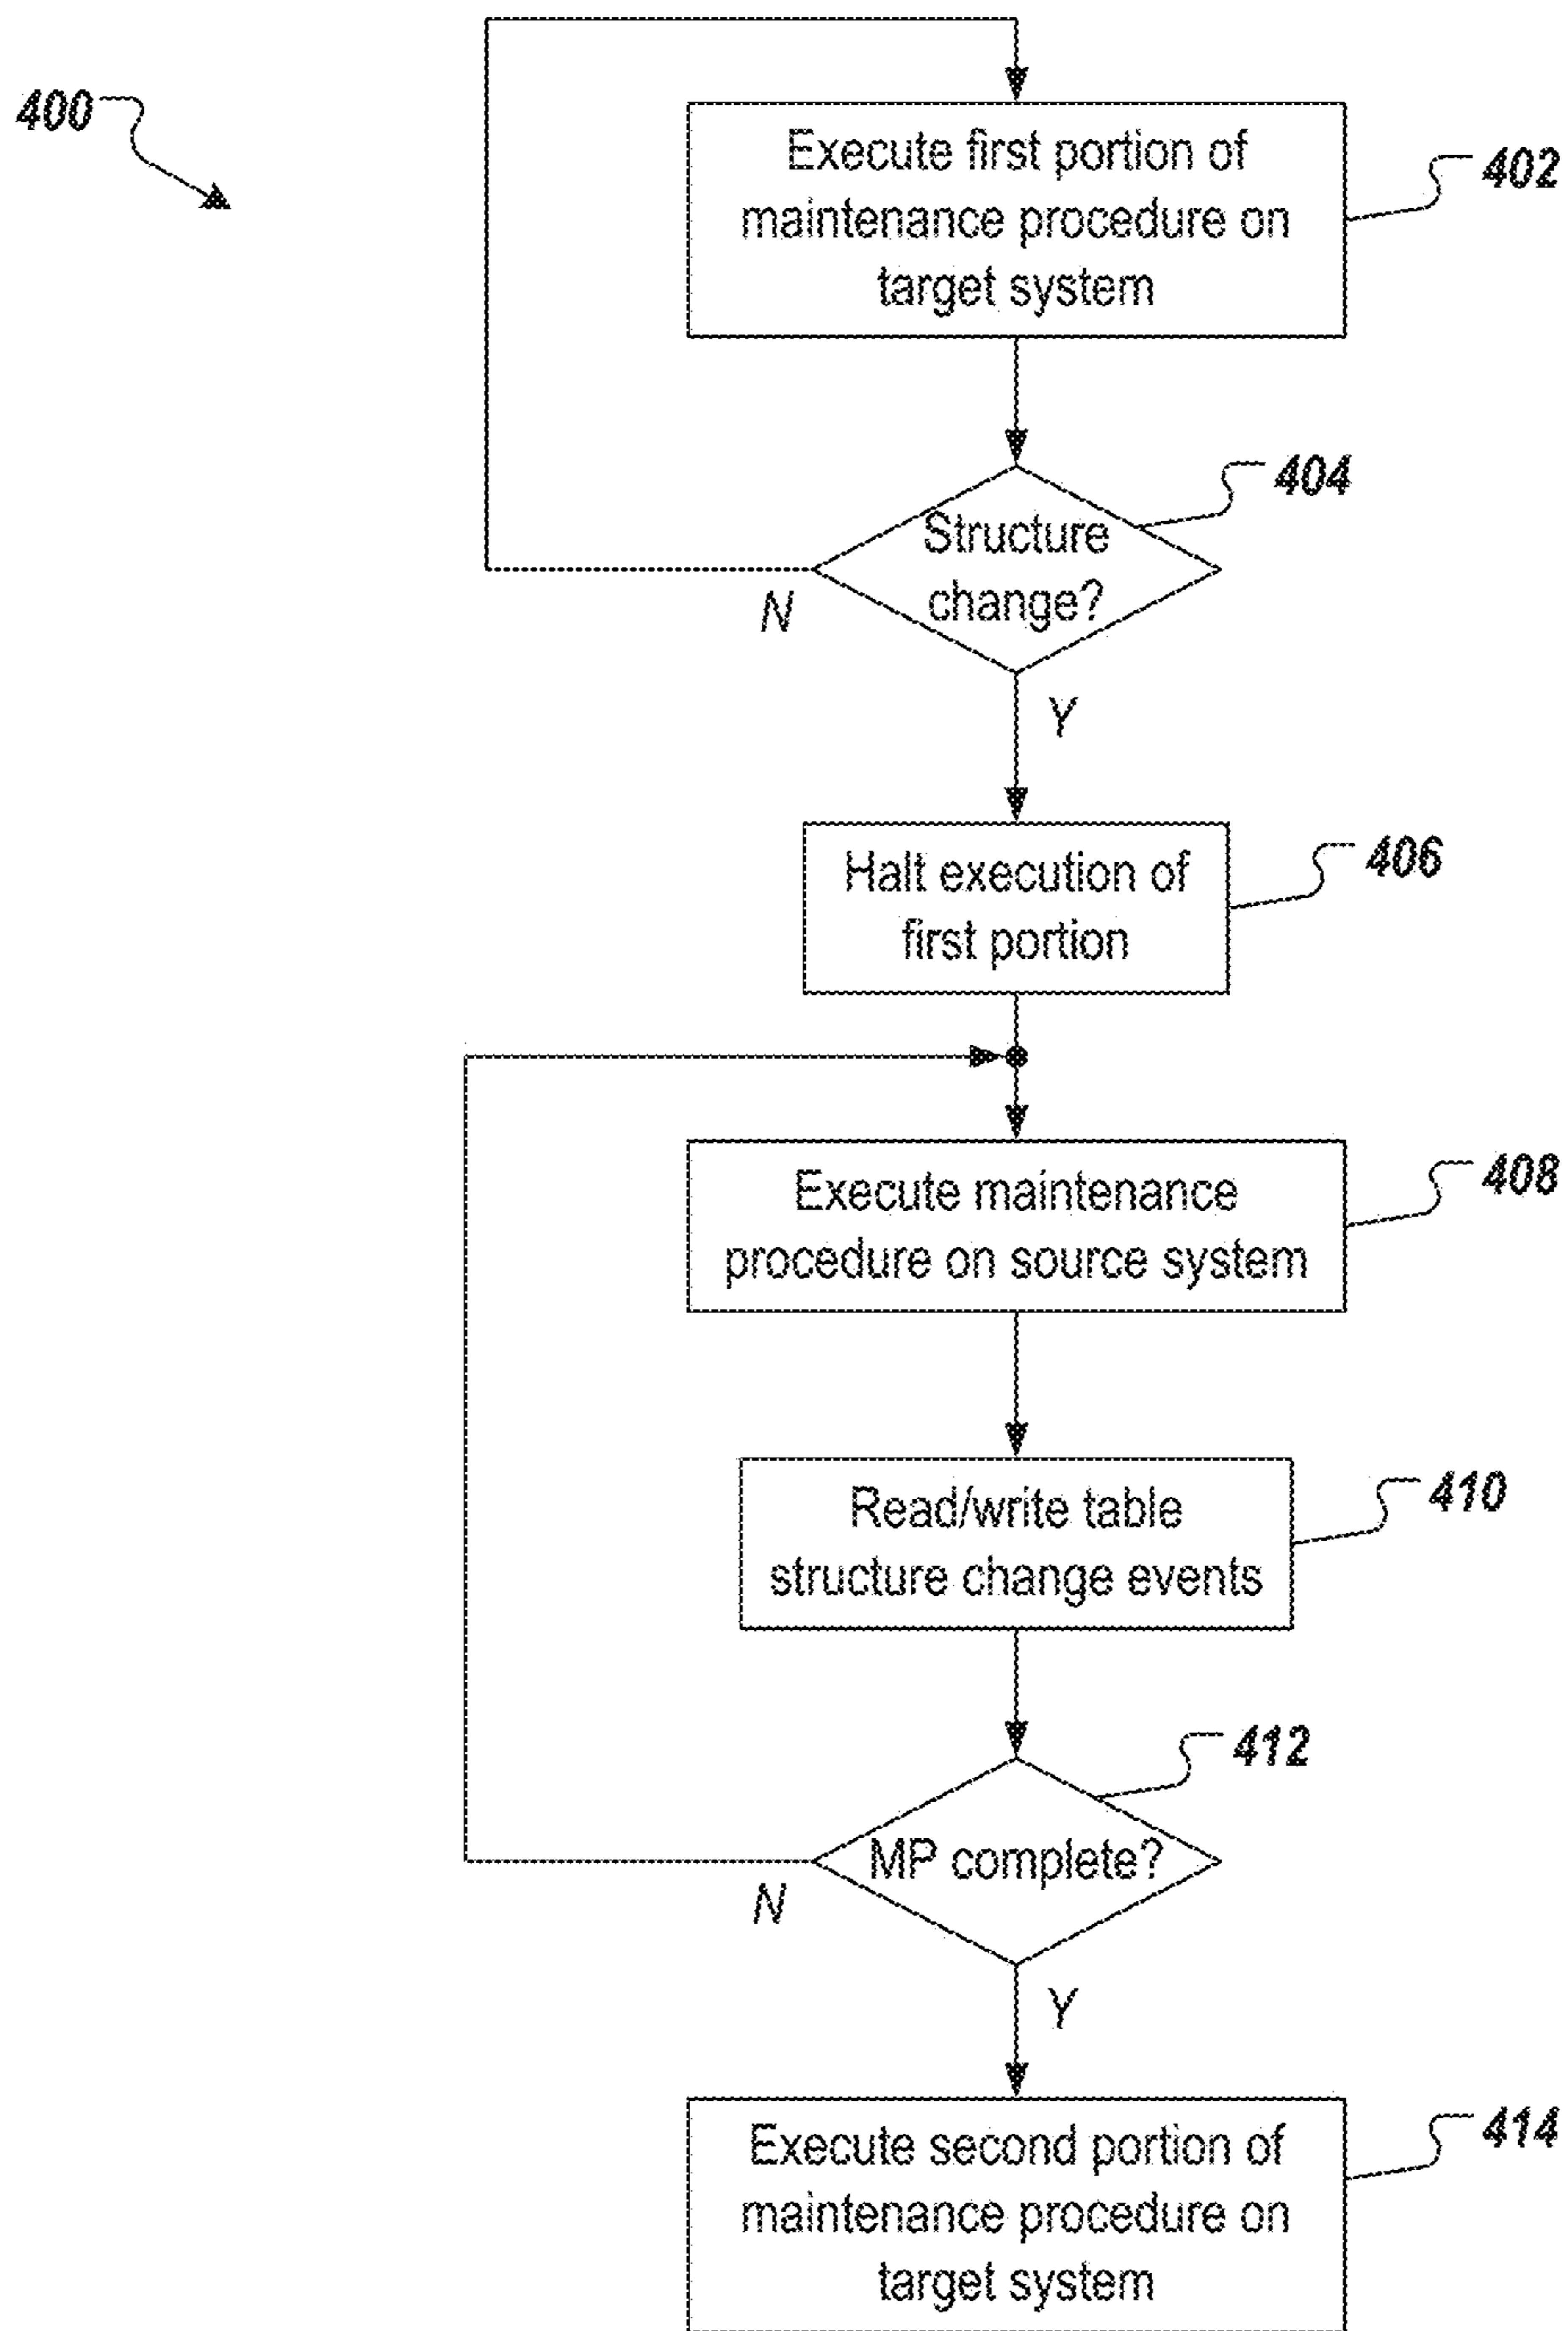 400
Execute first portion of
maintenance procedure on
target system
402
Structure
change?
404
N
Y
Halt execution of
first portion
406
Execute maintenance
procedure on source system
408
Read/write table
structure change events
410
MP complete?
412
N
Y
Execute second portion of
maintenance procedure on
target system
414